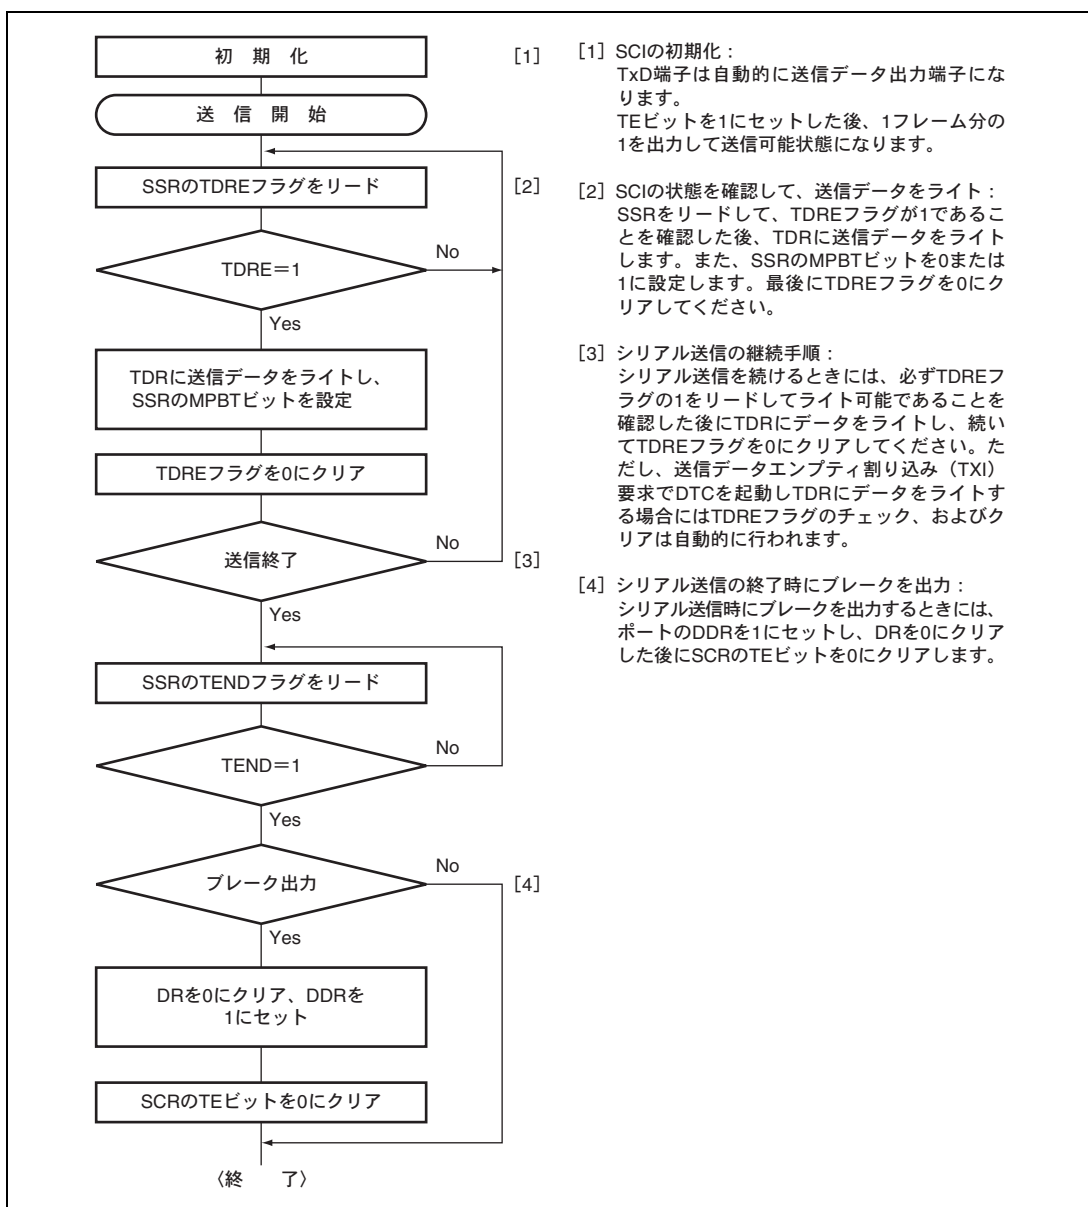 初 期 化
[1]
送 信 開 始
SSRのTDREフラグをリード
[2]
TDRE=1
No
Yes
TDRに送信データをライトし、
SSRのMPBTビットを設定
TDREフラグを0にクリア
送信終了
No
[3]
Yes
SSRのTENDフラグをリード
TEND=1
No
Yes
ブレーク出力
No
[4]
Yes
DRを0にクリア、DDRを
1にセット
SCRのTEビットを0にクリア
〈終 了〉
[1] SCIの初期化：
TxD端子は自動的に送信データ出力端子にな
ります。
TEビットを1にセットした後、1フレーム分の
1を出力して送信可能状態になります。
[2] SCIの状態を確認して、送信データをライト：
SSRをリードして、TDREフラグが1であるこ
とを確認した後、TDRに送信データをライト
します。また、SSRのMPBTビットを0または
1に設定します。最後にTDREフラグを0にク
リアしてください。
[3] シリアル送信の継続手順：
シリアル送信を続けるときには、必ずTDREフ
ラグの1をリードしてライト可能であることを
確認した後にTDRにデータをライトし、続い
てTDREフラグを0にクリアしてください。た
だし、送信データエンプティ割り込み（TXI）
要求でDTCを起動しTDRにデータをライトす
る場合にはTDREフラグのチェック、およびク
リアは自動的に行われます。
[4] シリアル送信の終了時にブレークを出力：
シリアル送信時にブレークを出力するときには、
ポートのDDRを1にセットし、DRを0にクリア
した後にSCRのTEビットを0にクリアします。